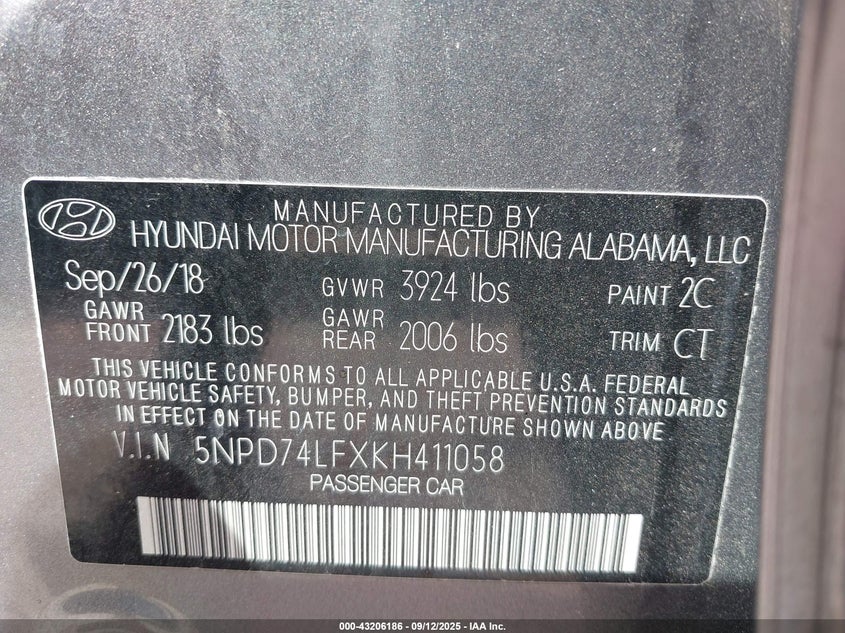 MANUFACTURED BY
HYUNDAI MOTOR MANUFACTURING ALABAMA, LLC
Sep/26/18 GVWR 3924 lbs PAINT 2C
GAWR FRONT 2183 lbs GAWR REAR 2006 lbs TRIM CT
THIS VEHICLE CONFORMS TO ALL APPLICABLE U.S.A. FEDERAL
MOTOR VEHICLE SAFETY, BUMPER, AND THEFT PREVENTION STANDARDS
IN EFFECT ON THE DATE OF MANUFACTURE SHOWN ABOVE.
V.I.N 5NPD74LFXKH411058
PASSENGER CAR
000-43206186 - 09/12/2025 - IAA Inc.